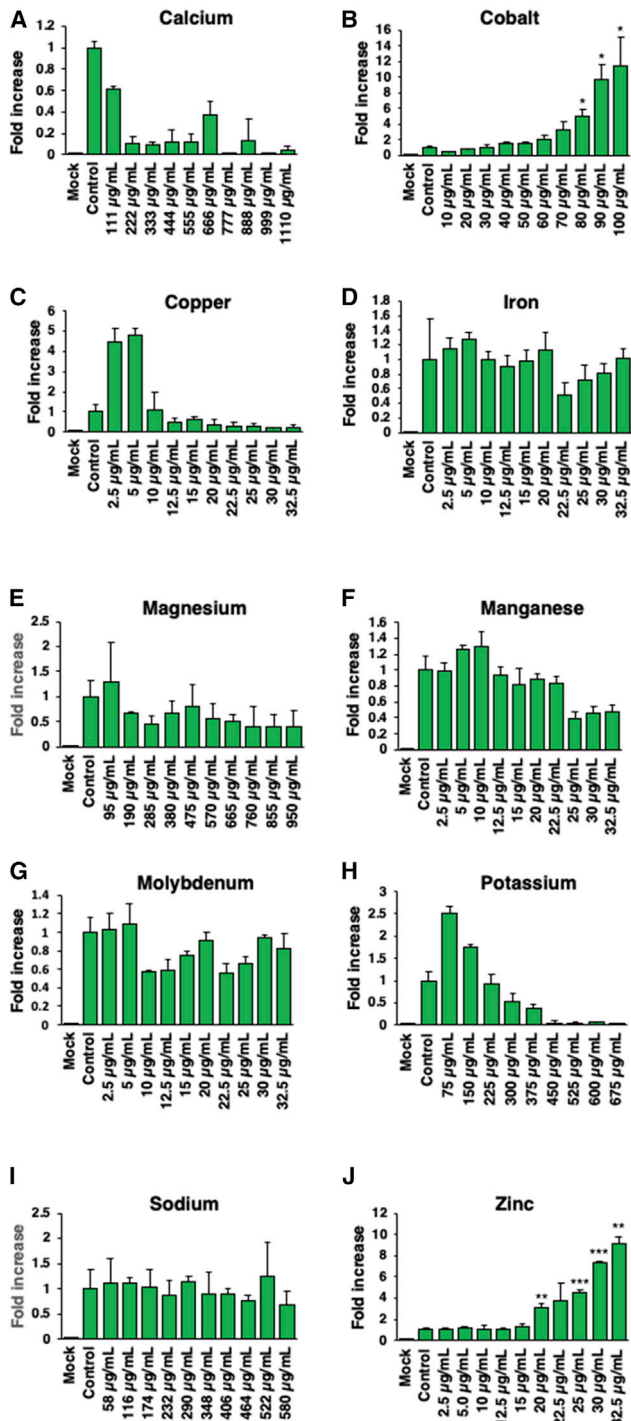 A
Calcium
Fold increase
1.2
1
0.8
0.6
0.4
0.2
0
Mock
Control
111 µg/mL
222 µg/mL
333 µg/mL
444 µg/mL
555 µg/mL
666 µg/mL
777 µg/mL
888 µg/mL
999 µg/mL
1110 µg/mL
B
Cobalt
Fold increase
16
14
12
10
8
6
4
2
0
*
*
*
Mock
Control
10 µg/mL
20 µg/mL
30 µg/mL
40 µg/mL
50 µg/mL
60 µg/mL
70 µg/mL
80 µg/mL
90 µg/mL
100 µg/mL
C
Copper
Fold increase
6
5
4
3
2
1
0
Mock
Control
2.5 µg/mL
5 µg/mL
10 µg/mL
12.5 µg/mL
15 µg/mL
20 µg/mL
22.5 µg/mL
25 µg/mL
30 µg/mL
32.5 µg/mL
D
Iron
Fold increase
1.8
1.6
1.4
1.2
1
0.8
0.6
0.4
0.2
0
Mock
Control
2.5 µg/mL
5 µg/mL
10 µg/mL
12.5 µg/mL
15 µg/mL
20 µg/mL
22.5 µg/mL
25 µg/mL
30 µg/mL
32.5 µg/mL
E
Magnesium
Fold increase
2.5
2
1.5
1
0.5
0
Mock
Control
95 µg/mL
190 µg/mL
285 µg/mL
380 µg/mL
475 µg/mL
570 µg/mL
665 µg/mL
760 µg/mL
855 µg/mL
950 µg/mL
F
Manganese
Fold increase
1.6
1.4
1.2
1
0.8
0.6
0.4
0.2
0
Mock
Control
2.5 µg/mL
5 µg/mL
10 µg/mL
12.5 µg/mL
15 µg/mL
20 µg/mL
22.5 µg/mL
25 µg/mL
30 µg/mL
32.5 µg/mL
G
Molybdenum
Fold increase
1.4
1.2
1
0.8
0.6
0.4
0.2
0
Mock
Control
2.5 µg/mL
5 µg/mL
10 µg/mL
12.5 µg/mL
15 µg/mL
20 µg/mL
22.5 µg/mL
25 µg/mL
30 µg/mL
32.5 µg/mL
H
Potassium
Fold increase
3
2.5
2
1.5
1
0.5
0
Mock
Control
75 µg/mL
150 µg/mL
225 µg/mL
300 µg/mL
375 µg/mL
450 µg/mL
525 µg/mL
600 µg/mL
675 µg/mL
I
Sodium
Fold increase
2.5
2
1.5
1
0.5
0
Mock
Control
58 µg/mL
116 µg/mL
174 µg/mL
232 µg/mL
290 µg/mL
348 µg/mL
406 µg/mL
464 µg/mL
522 µg/mL
580 µg/mL
J
Zinc
Fold increase
12
10
8
6
4
2
0
**
***
***
**
Mock
Control
2.5 µg/mL
5.0 µg/mL
10 µg/mL
12.5 µg/mL
15 µg/mL
20 µg/mL
22.5 µg/mL
25 µg/mL
30 µg/mL
32.5 µg/mL